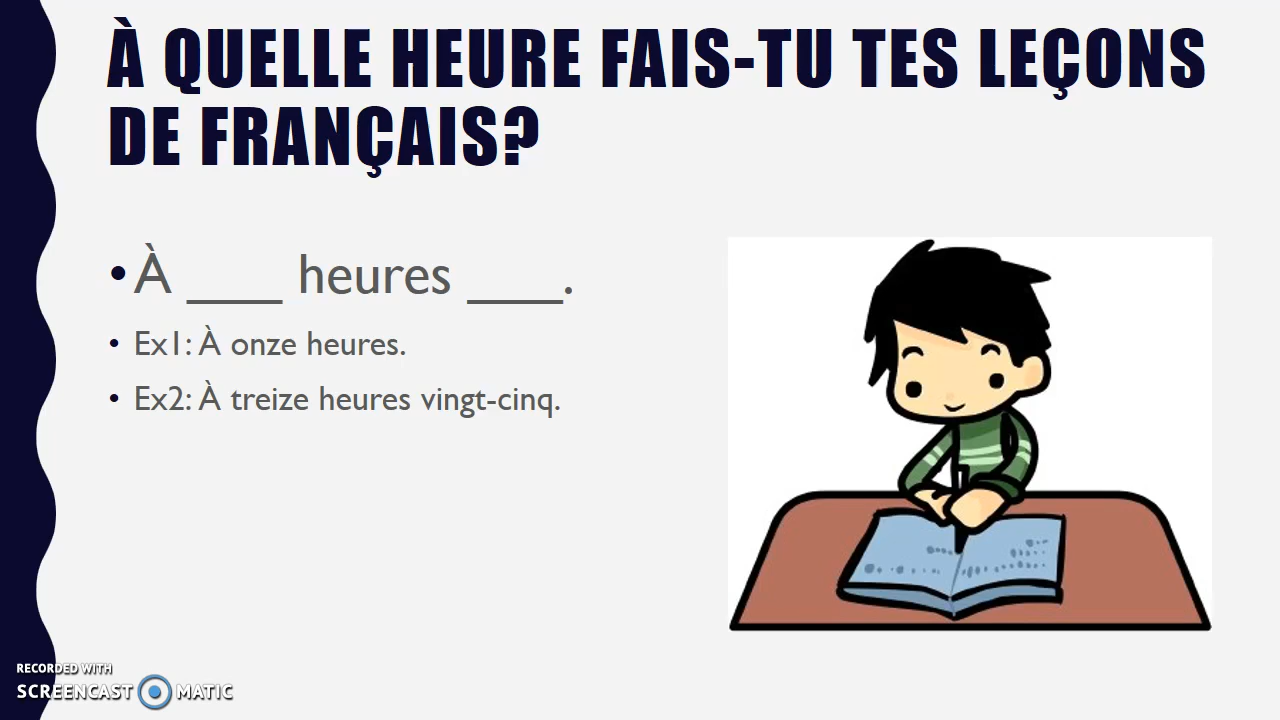 À QUELLE HEURE FAIS-TU TES LEÇONS
DE FRANÇAIS?
•À ____ heures ____.
• Ex1: À onze heures.
• Ex2: À treize heures vingt-cinq.
RECORDED WITH
SCREENCAST MATIC